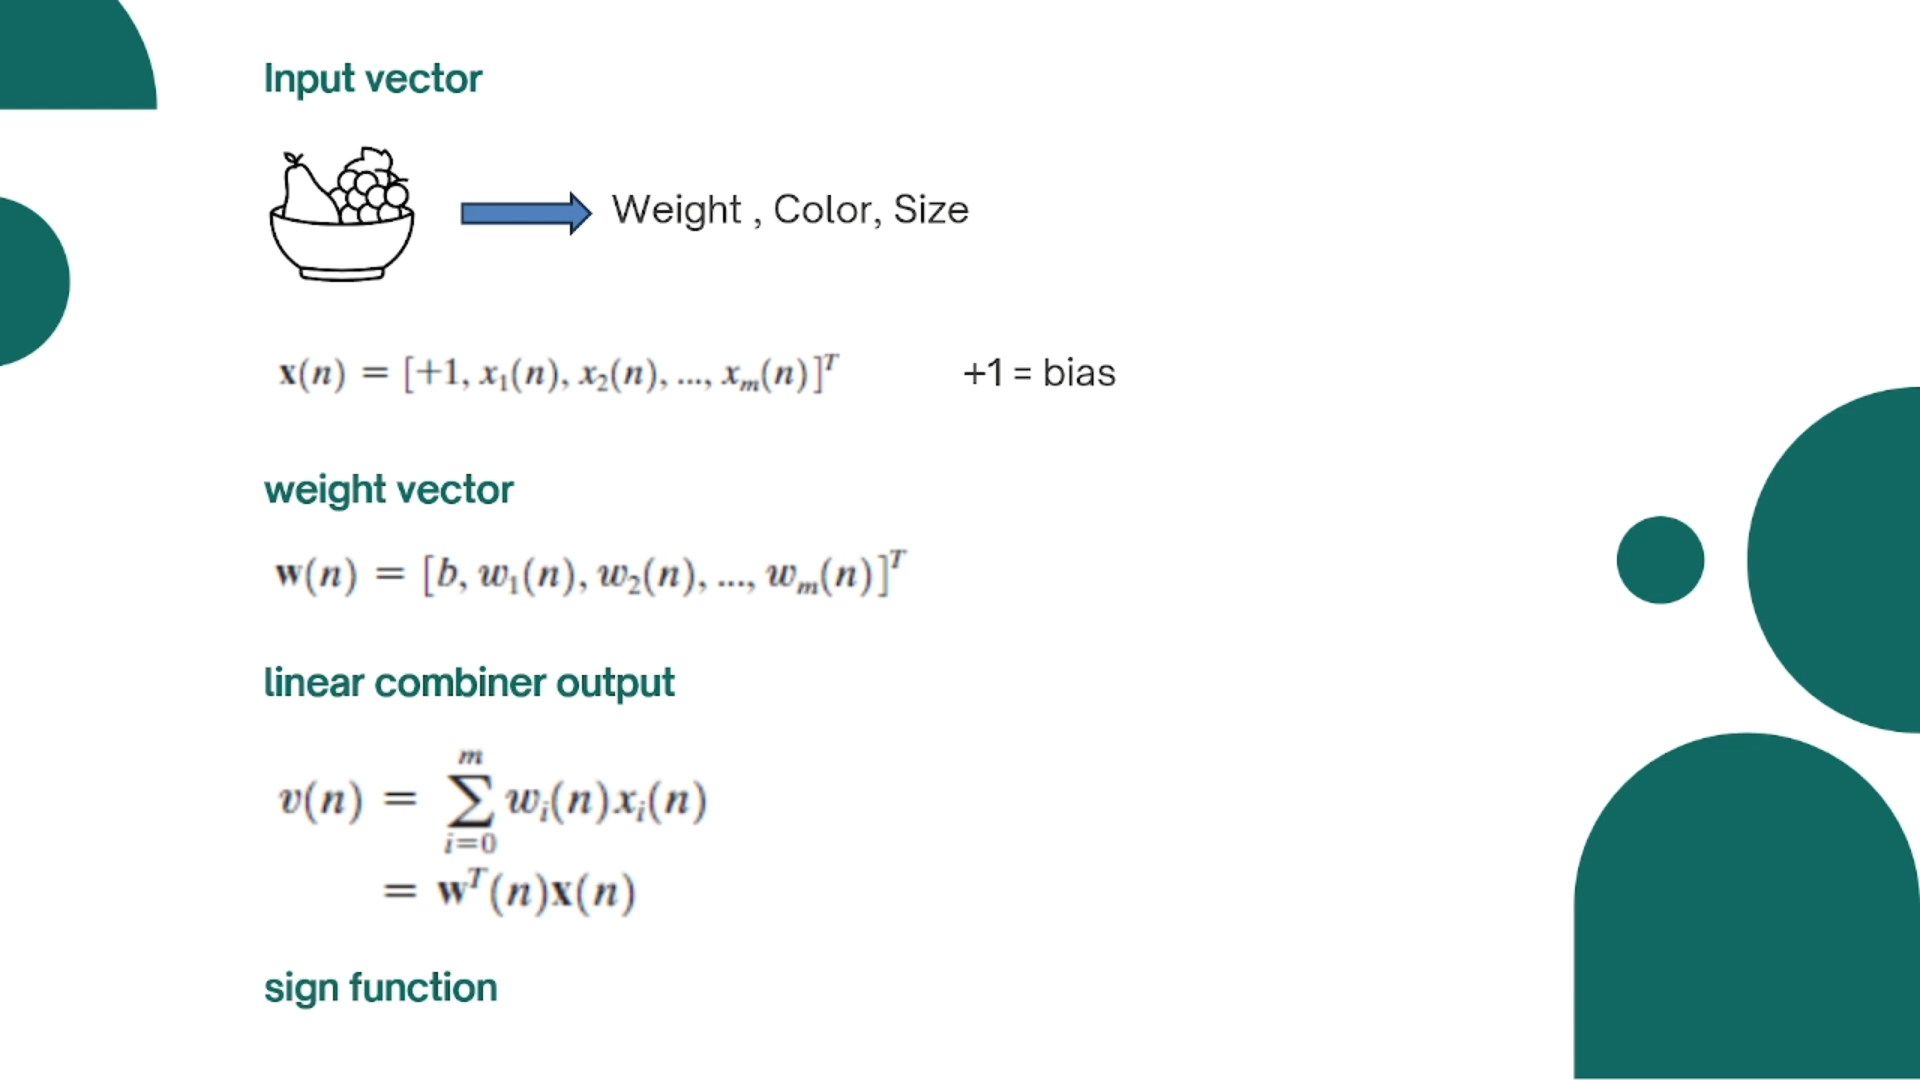 Input vector
Weight , Color, Size
x(n) = [+1, x₁(n), x₂(n), ..., xₘ(n)]ᵀ
+1 = bias
weight vector
w(n) = [b, w₁(n), w₂(n), ..., wₘ(n)]ᵀ
linear combiner output
v(n) = ∑ᵢ₌₀ᵐ wᵢ(n)xᵢ(n)
= wᵀ(n)x(n)
sign function